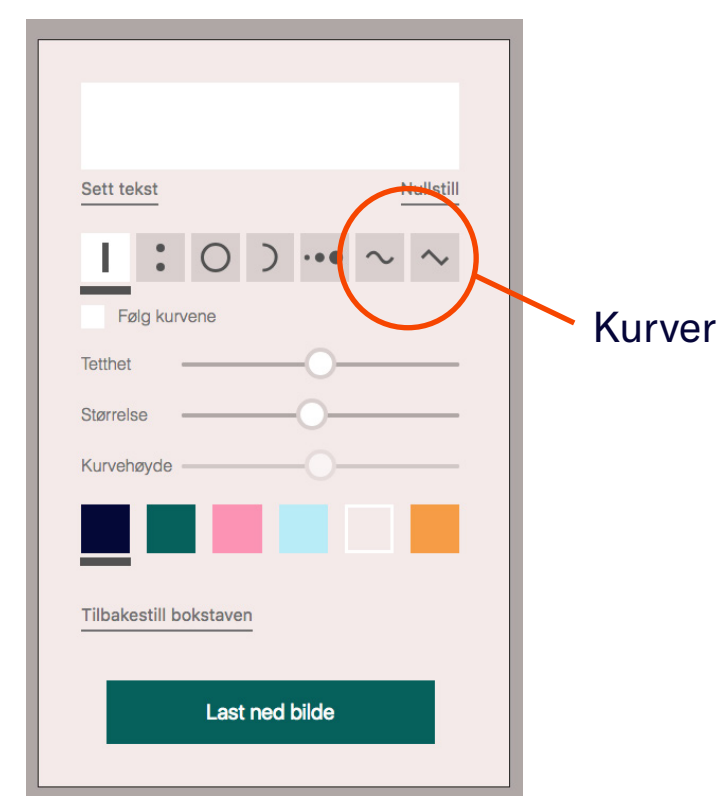 Sett tekst
Nullstill
Følg kurvene
Kurver
Tetthet
Størrelse
Kurvehøyde
Tilbakestill bokstaven
Last ned bilde